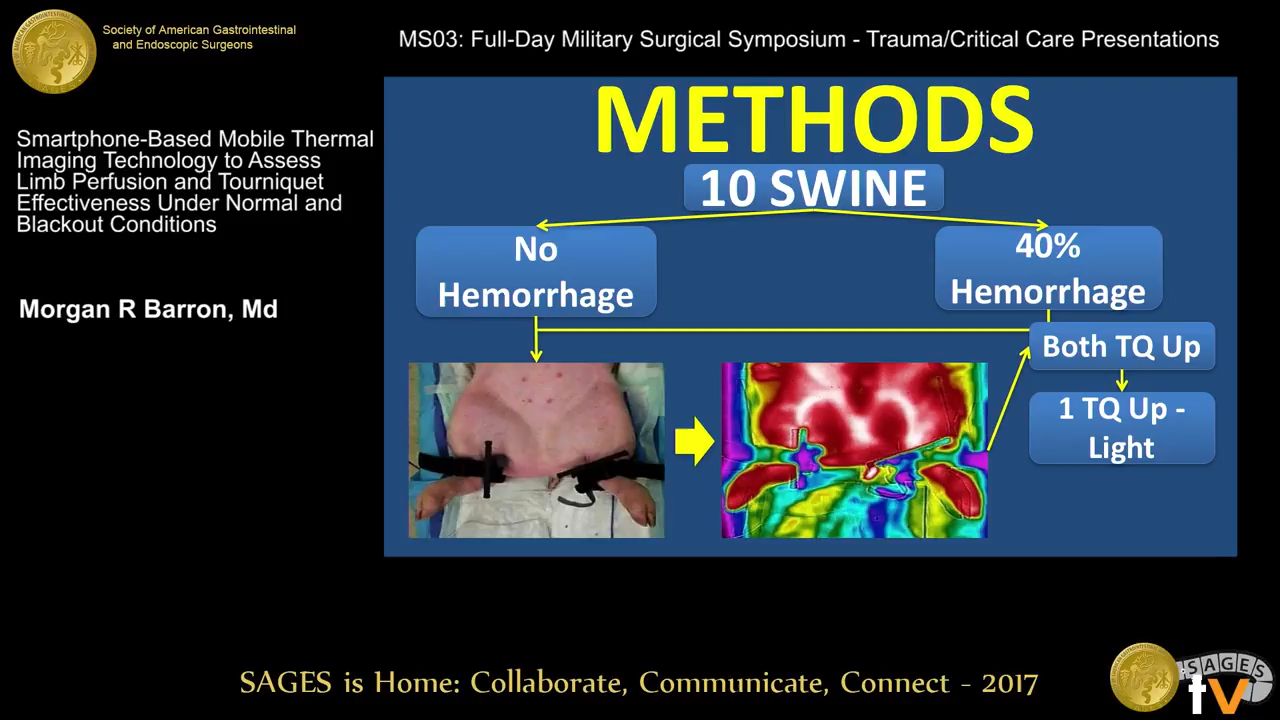 Society of American Gastrointestinal
and Endoscopic Surgeons
MS03: Full-Day Military Surgical Symposium - Trauma/Critical Care Presentations
Smartphone-Based Mobile Thermal
Imaging Technology to Assess
Limb Perfusion and Tourniquet
Effectiveness Under Normal and
Blackout Conditions
Morgan R Barron, Md
METHODS
10 SWINE
No
Hemorrhage
40%
Hemorrhage
Both TQ Up
1 TQ Up -
Light
SAGES is Home: Collaborate, Communicate, Connect - 2017
SAGES
tv